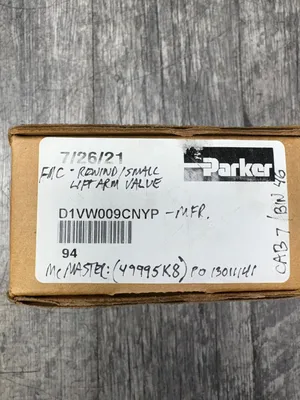 7/26/21
FMC - REWIND/SMALL
LIFT ARM VALVE
Parker
D1VW009CNYP - MFR.
94
McMASTER: (49995K8) PO 13011141
CAB 7 / BIN 46